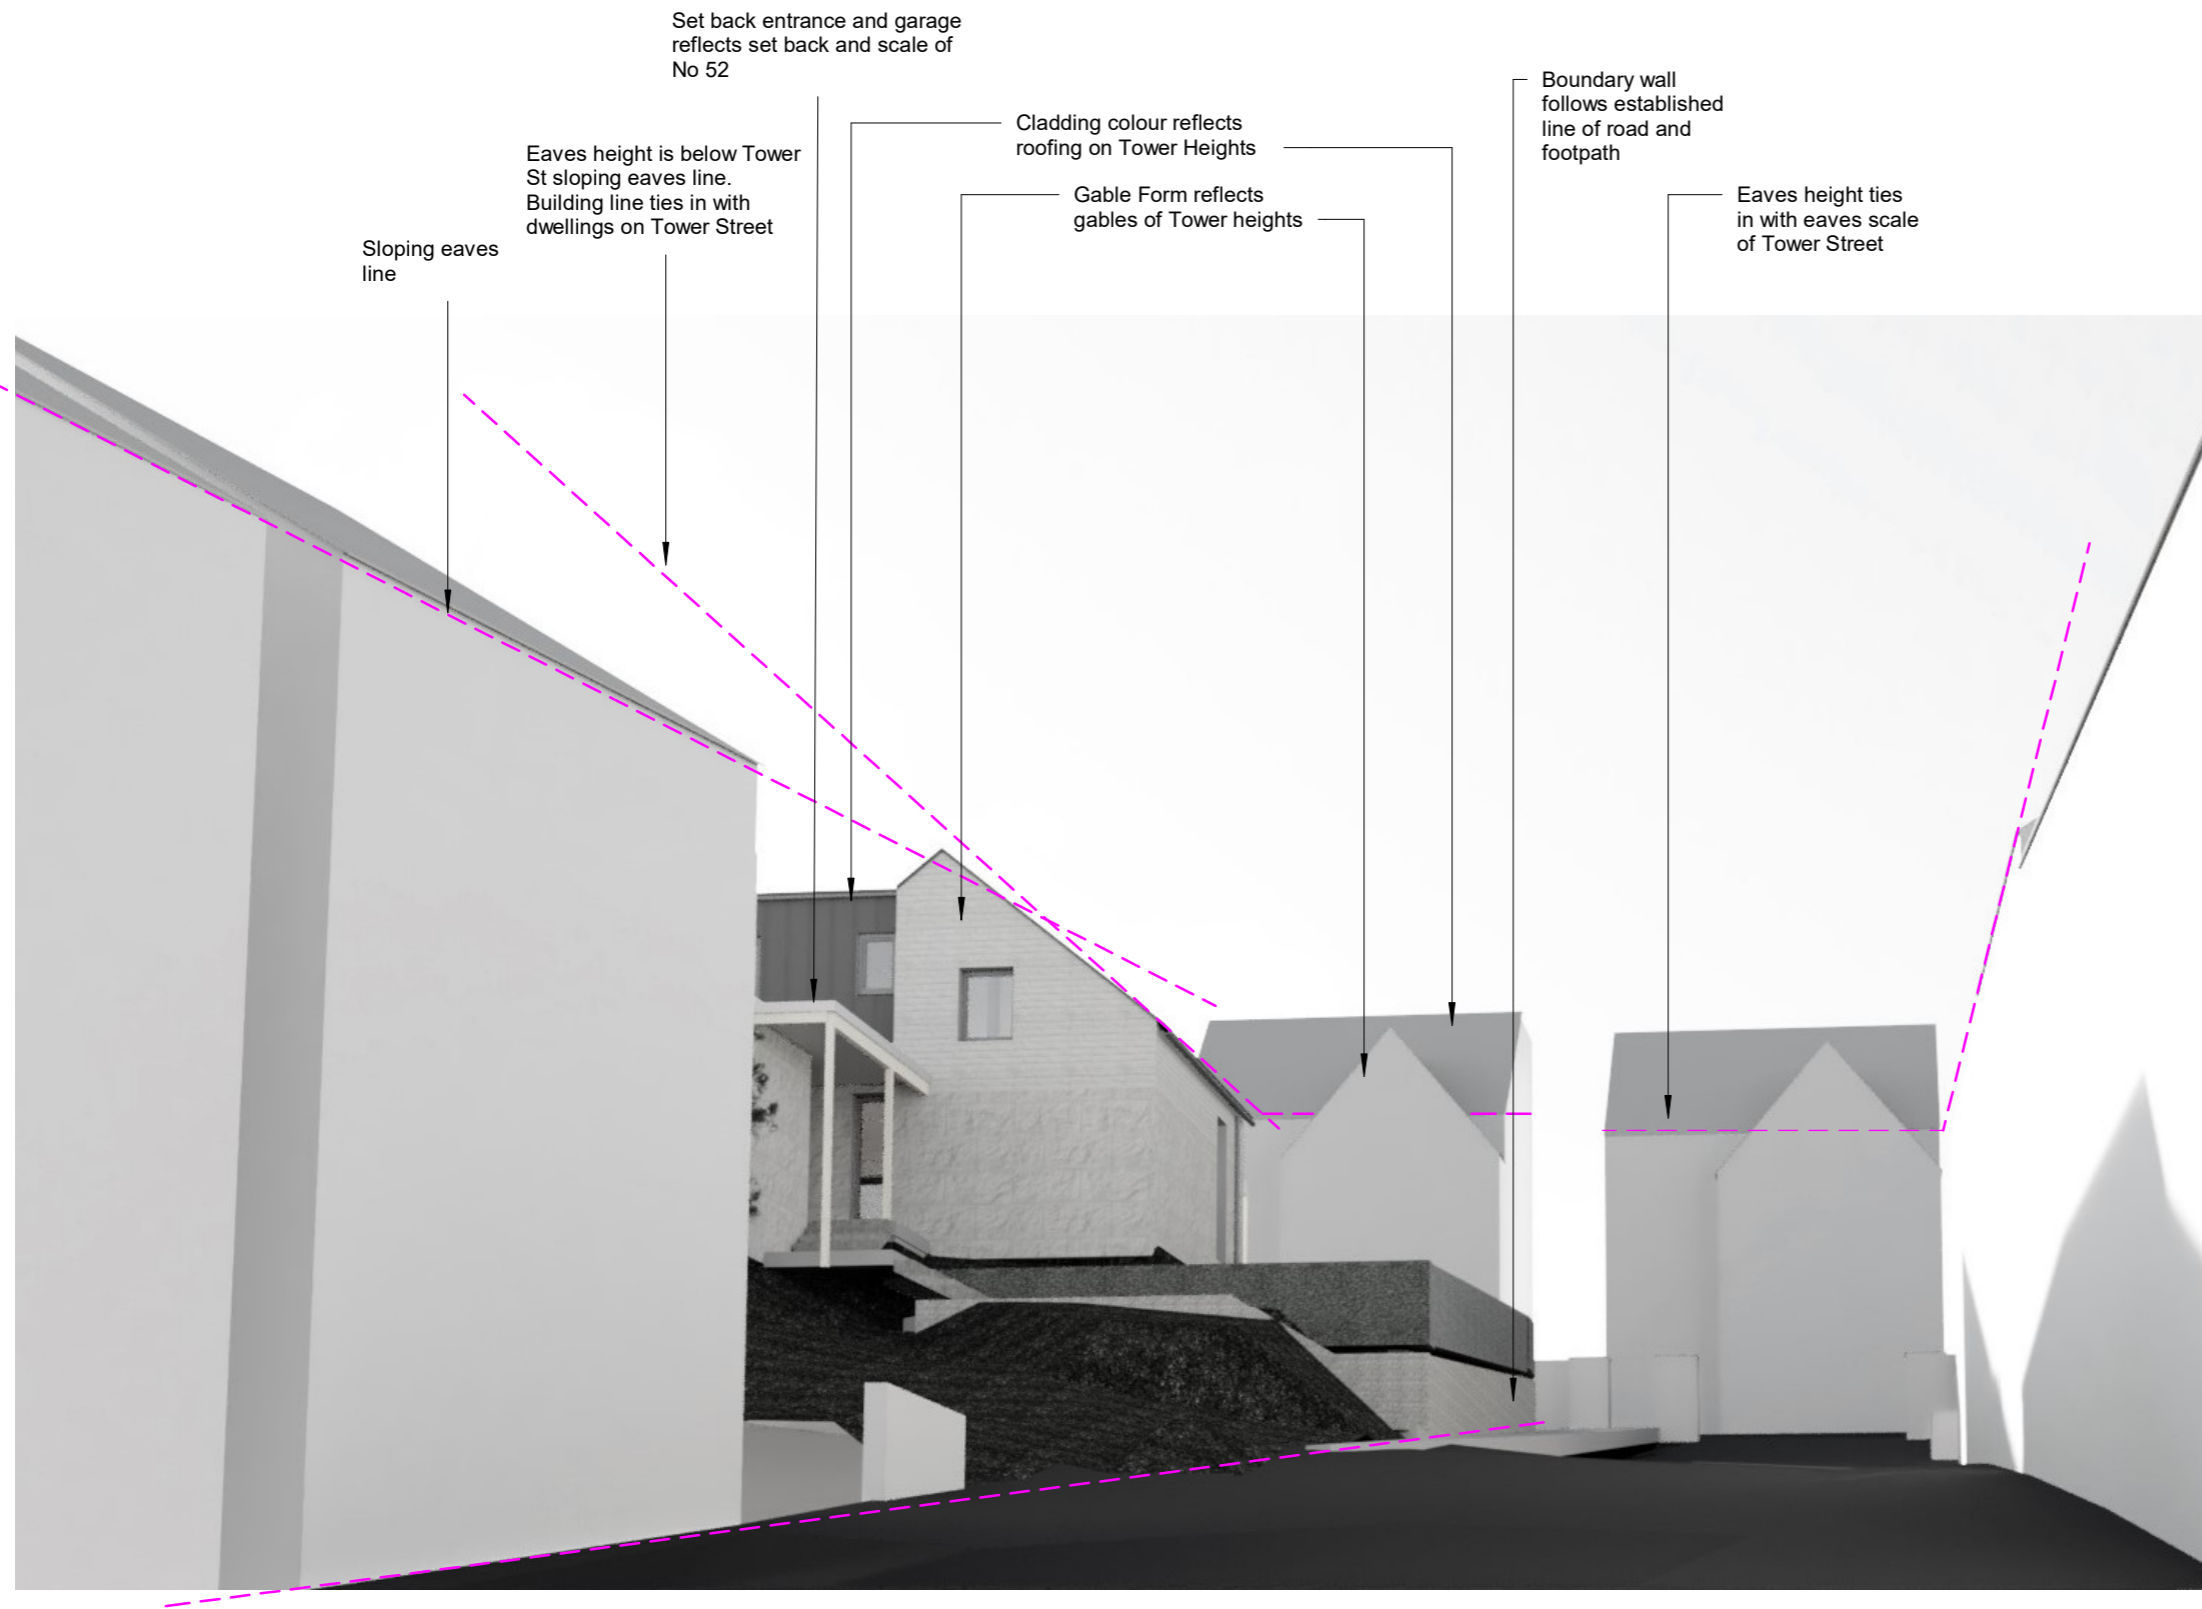 Set back entrance and garage
reflects set back and scale of
No 52
Boundary wall
follows established
line of road and
footpath
Cladding colour reflects
roofing on Tower Heights
Eaves height is below Tower
St sloping eaves line.
Building line ties in with
dwellings on Tower Street
Gable Form reflects
gables of Tower heights
Eaves height ties
in with eaves scale
of Tower Street
Sloping eaves
line